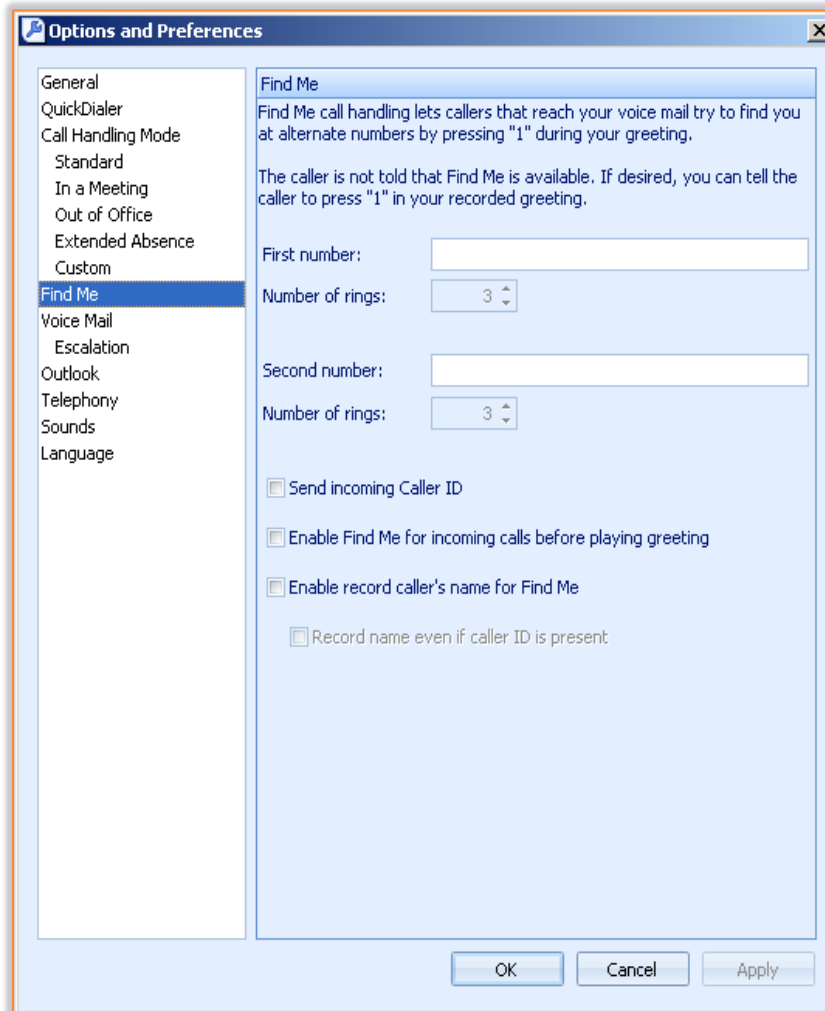 Options and Preferences
General
QuickDialer
Call Handling Mode
Standard
In a Meeting
Out of Office
Extended Absence
Custom
Find Me
Voice Mail
Escalation
Outlook
Telephony
Sounds
Language
Find Me
Find Me call handling lets callers that reach your voice mail try to find you
at alternate numbers by pressing "1" during your greeting.
The caller is not told that Find Me is available. If desired, you can tell the
caller to press "1" in your recorded greeting.
First number:
Number of rings: 3
Second number:
Number of rings: 3
Send incoming Caller ID
Enable Find Me for incoming calls before playing greeting
Enable record caller's name for Find Me
Record name even if caller ID is present
OK Cancel Apply